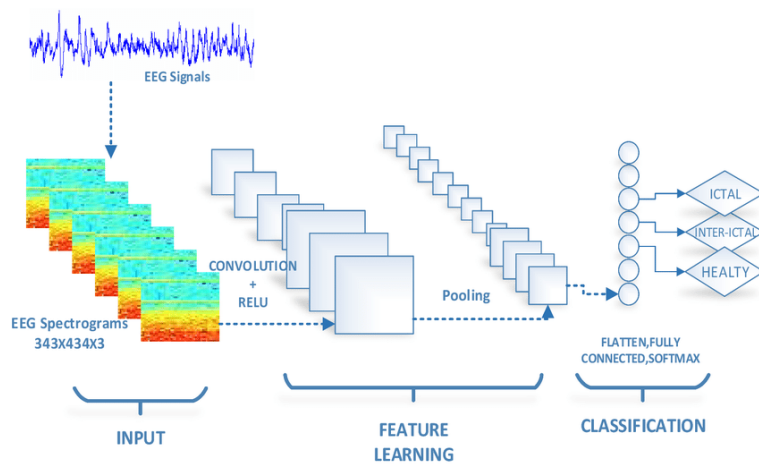 EEG Signals
EEG Spectrograms
343X434X3
CONVOLUTION
+
RELU
Pooling
ICTAL
INTER-ICTAL
HEALTY
FLATTEN,FULLY
CONNECTED,SOFTMAX
INPUT
FEATURE
LEARNING
CLASSIFICATION